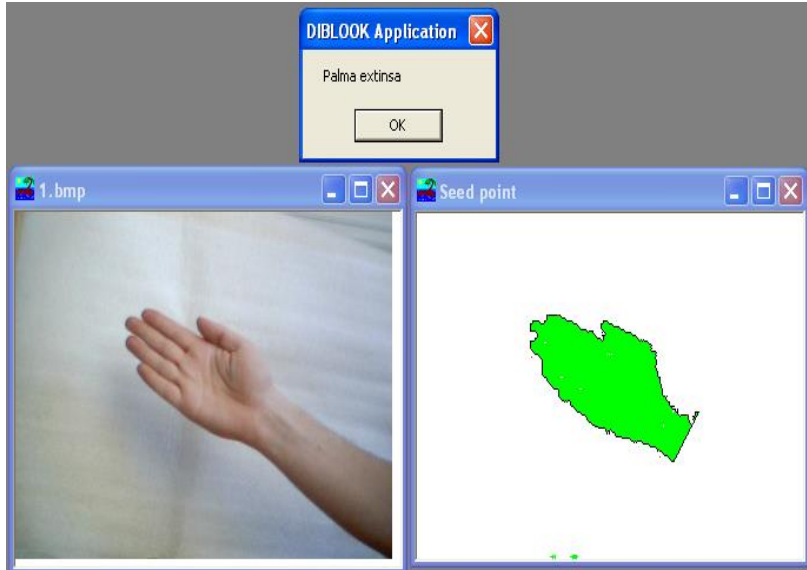 DIBLOOK Application
Palma extinsa
OK
1.bmp
Seed point